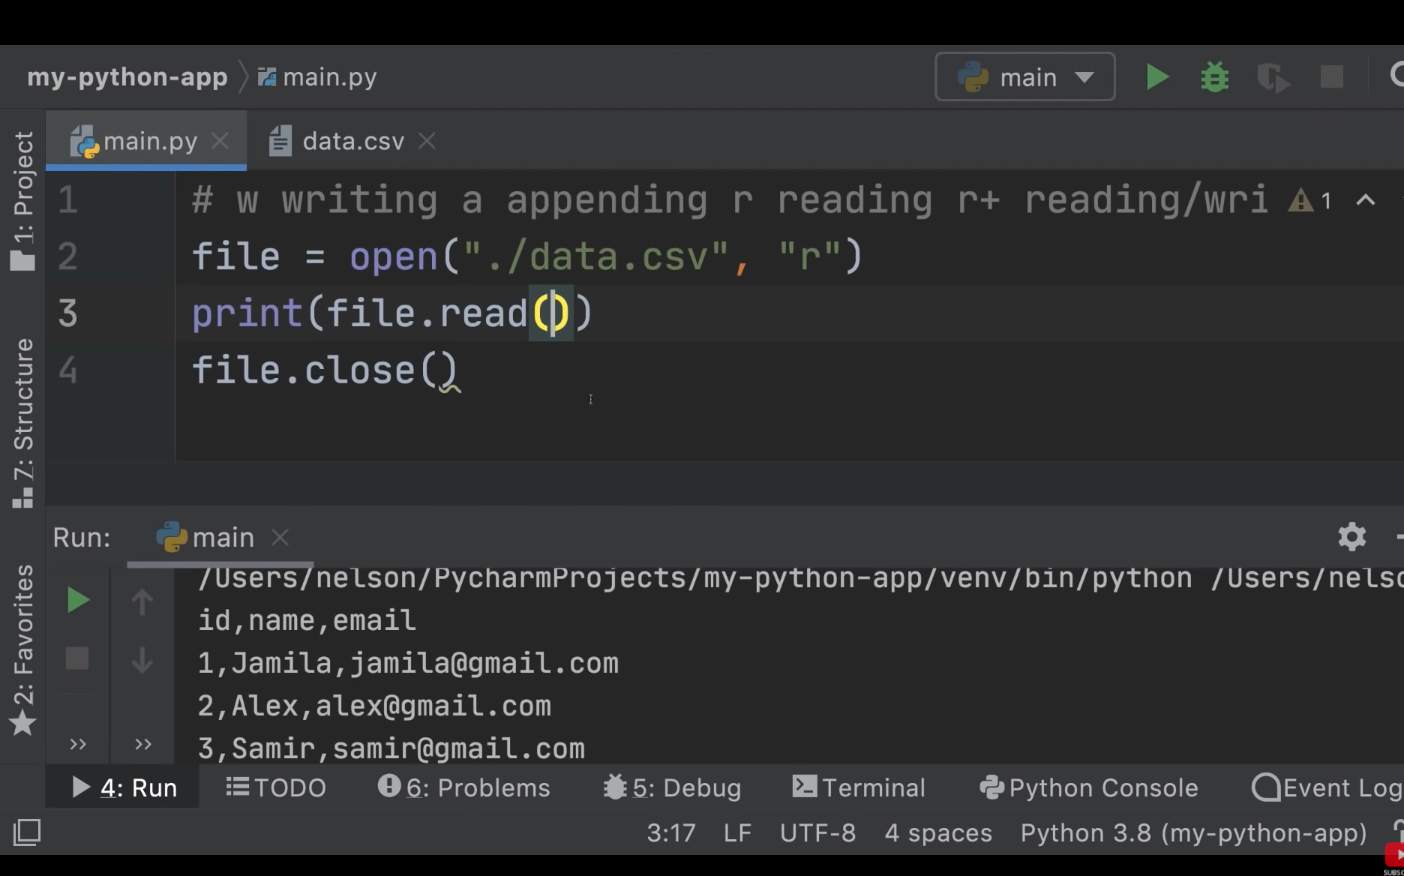 my-python-app main.py
main
1: Project
main.py
data.csv
1 # w writing a appending r reading r+ reading/wri 1
2 file = open("./data.csv", "r")
3 print(file.read())
4 file.close()
Z: Structure
2: Favorites
Run: main
/Users/nelson/PycharmProjects/my-python-app/venv/bin/python /Users/nelso
id,name,email
1,Jamila,jamila@gmail.com
2,Alex,alex@gmail.com
3,Samir,samir@gmail.com
4: Run TODO 6: Problems 5: Debug Terminal Python Console Event Log
3:17 LF UTF-8 4 spaces Python 3.8 (my-python-app)
SUBSC